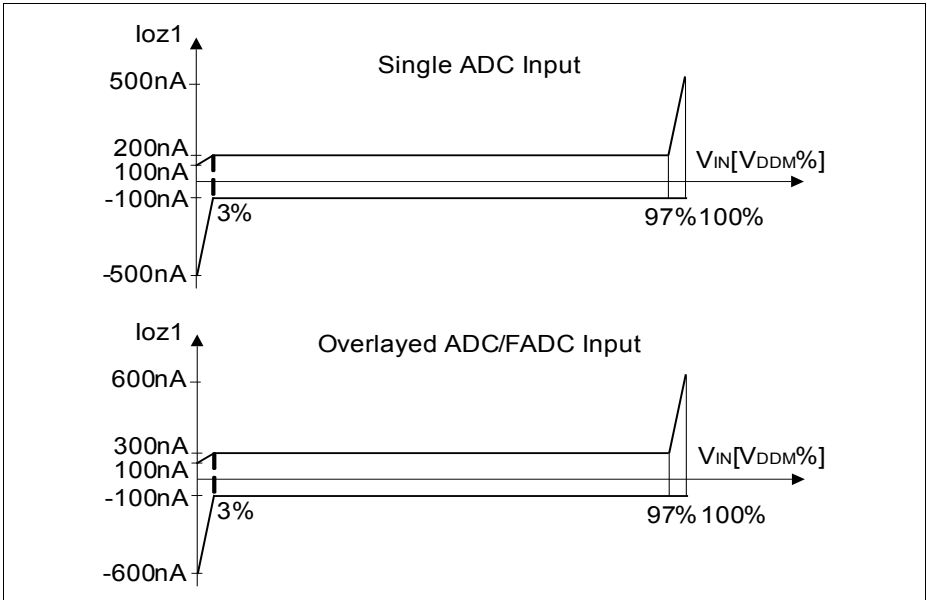 Ioz1
Single ADC Input
500nA
200nA
VIN[VDDM%]
100nA
-100nA
3%
97%
100%
-500nA
Ioz1
Overlayed ADC/FADC Input
600nA
300nA
VIN[VDDM%]
100nA
-100nA
3%
97%
100%
-600nA